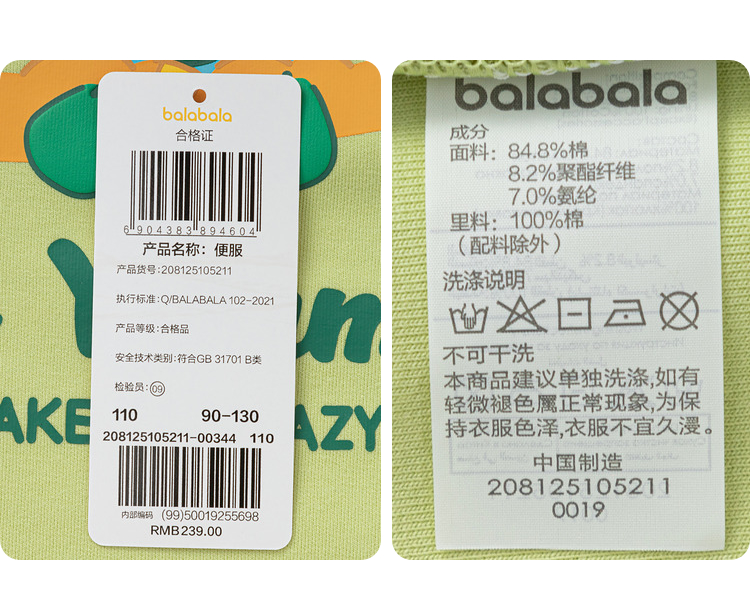 balabala
合格证
6 904383 894604
产品名称：便服
产品货号：208125105211
执行标准：Q/BALABALA 102-2021
产品等级：合格品
安全技术类别：符合GB 31701 B类
检验员：09
110 90-130
208125105211-00344 110
内部编码 (99)50019255698
RMB239.00
AKE AZY
balabala
成分
面料：84.8%棉
8.2%聚酯纤维
7.0%氨纶
里料：100%棉
（配料除外）
洗涤说明
不可干洗
本商品建议单独洗涤,如有
轻微褪色属正常现象,为保
持衣服色泽,衣服不宜久漫。
中国制造
208125105211
0019